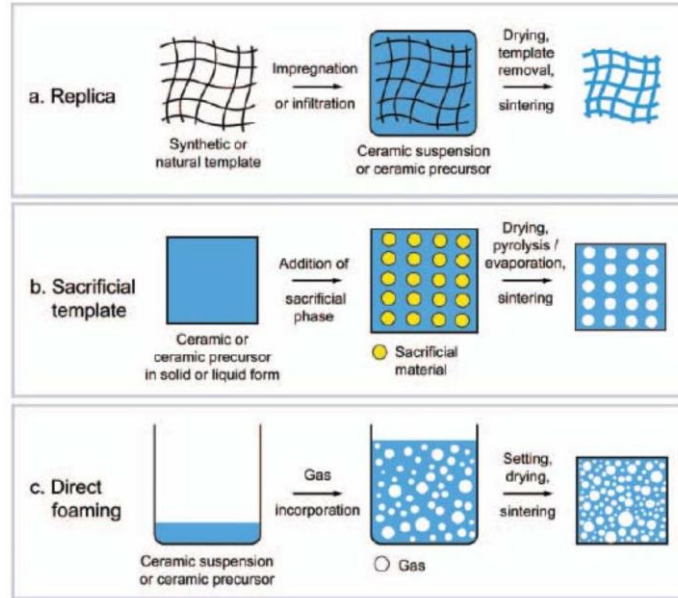 a. Replica
Synthetic or
natural template
Impregnation
or infiltration
Ceramic suspension
or ceramic precursor
Drying,
template
removal,
sintering
b. Sacrificial
template
Ceramic or
ceramic precursor
in solid or liquid form
Addition of
sacrificial
phase
Sacrificial
material
Drying,
pyrolysis /
evaporation,
sintering
c. Direct
foaming
Ceramic suspension
or ceramic precursor
Gas
incorporation
Gas
Setting,
drying,
sintering